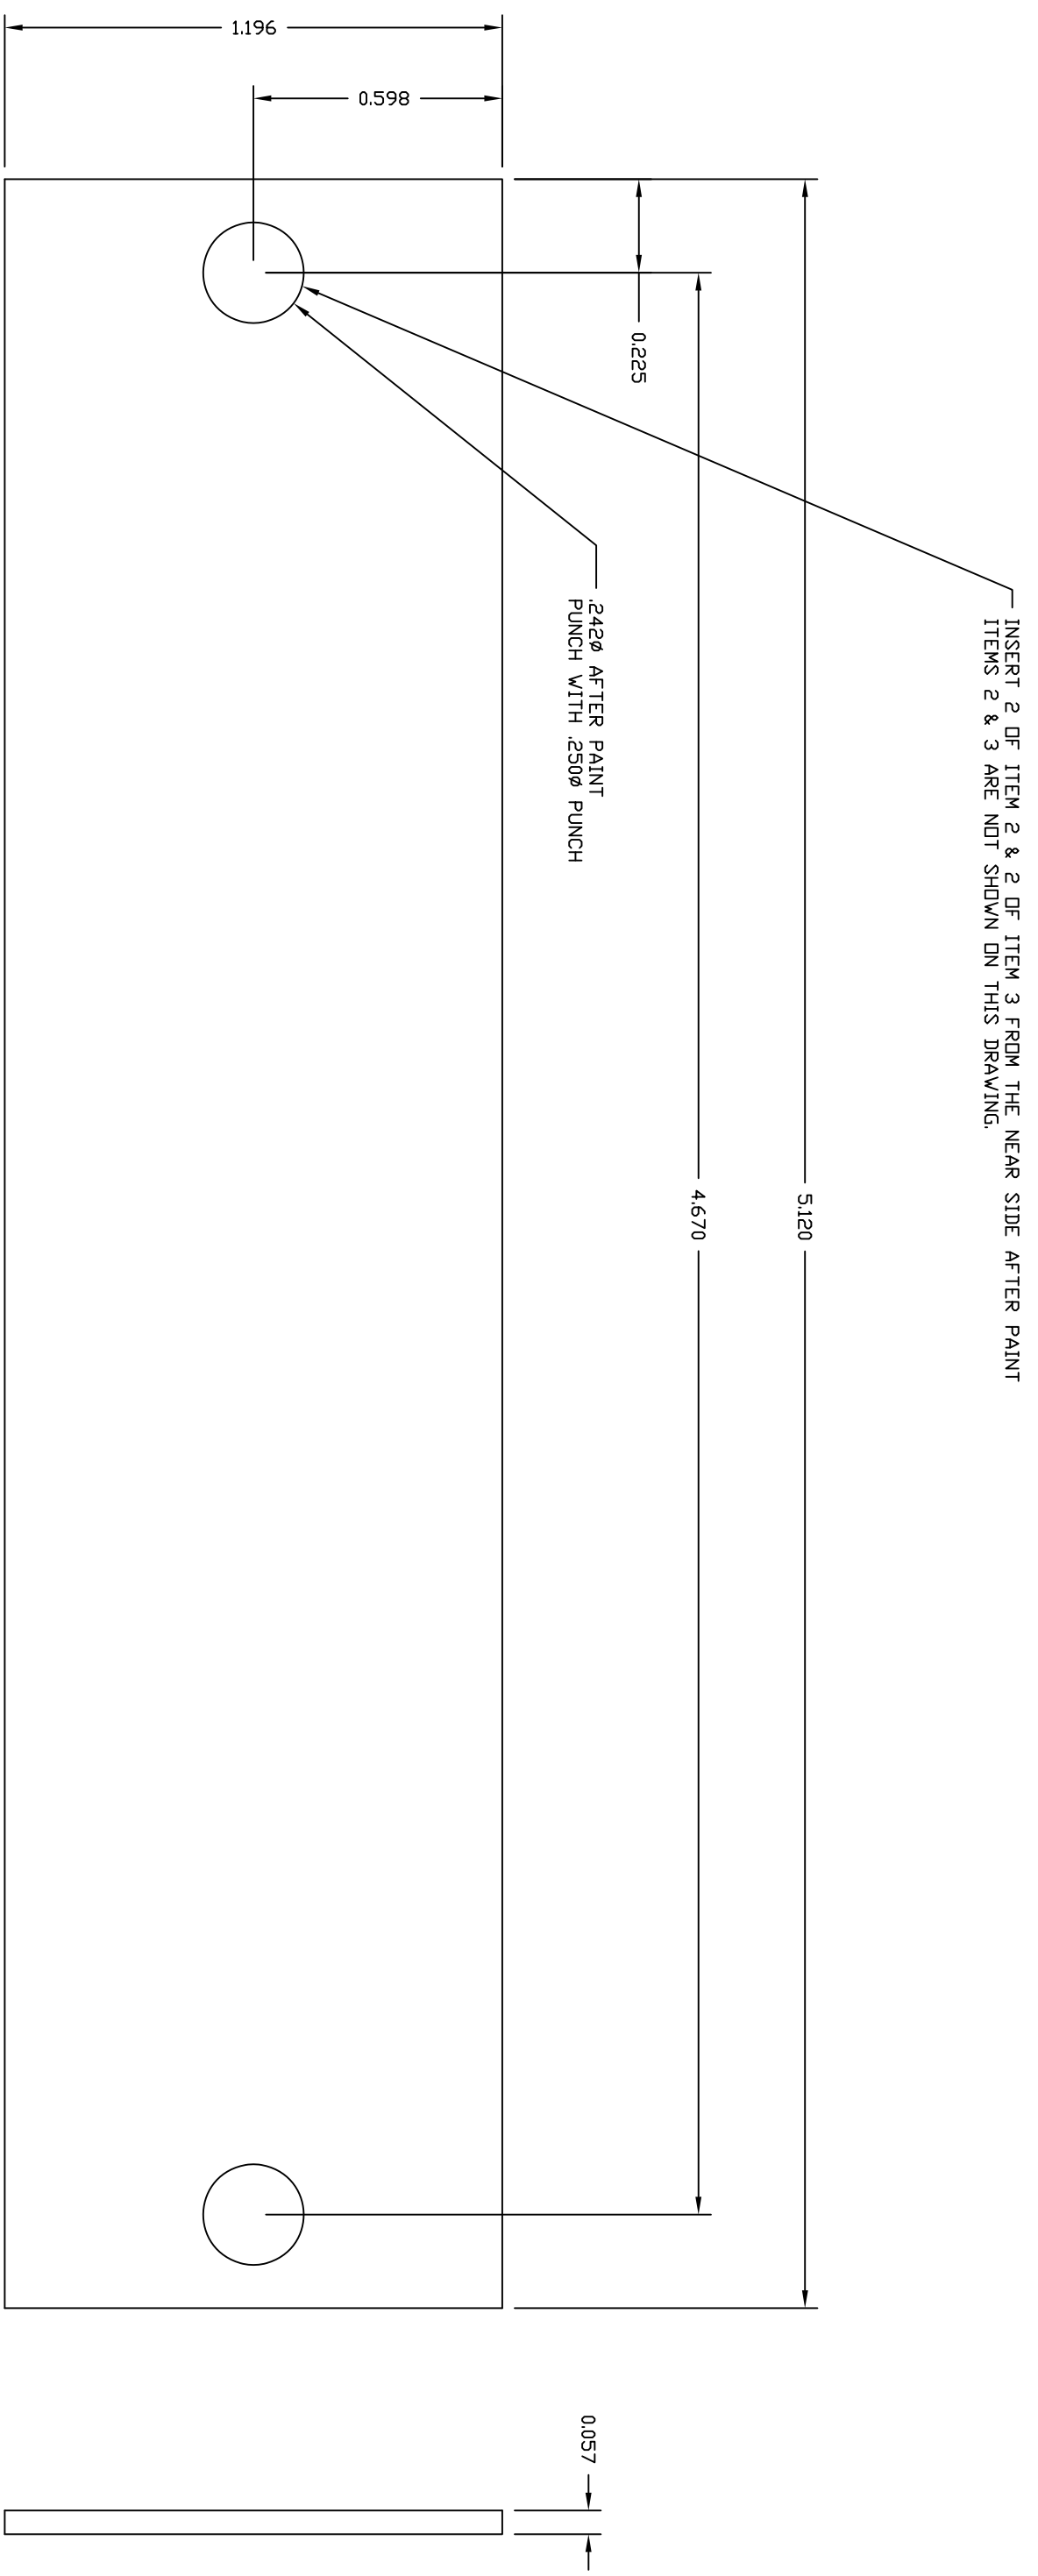 INSERT 2 OF ITEM 2 & 2 OF ITEM 3 FROM THE NEAR SIDE AFTER PAINT
ITEMS 2 & 3 ARE NOT SHOWN ON THIS DRAWING.
5.120
4.670
0.225
.242ø AFTER PAINT
PUNCH WITH .250ø PUNCH
0.057
0.598
1.196